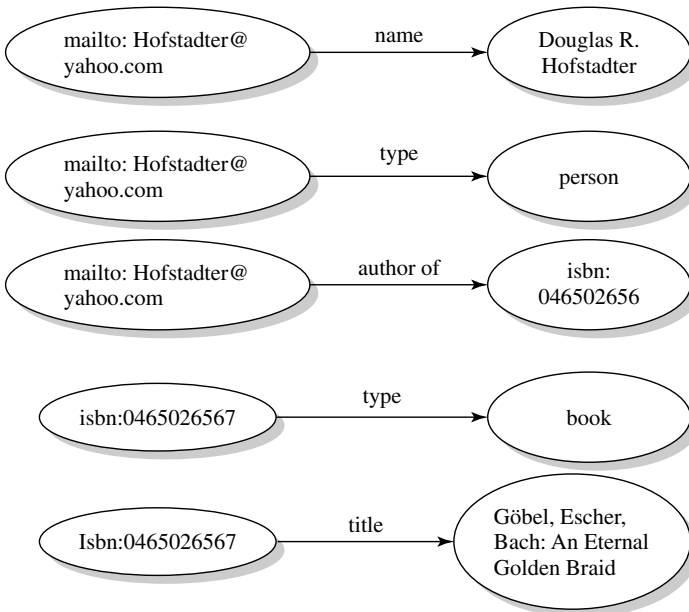 mailto: Hofstadter@
yahoo.com
name
Douglas R.
Hofstadter
mailto: Hofstadter@
yahoo.com
type
person
mailto: Hofstadter@
yahoo.com
author of
isbn:
046502656
isbn:0465026567
type
book
Isbn:0465026567
title
Göbel, Escher,
Bach: An Eternal
Golden Braid